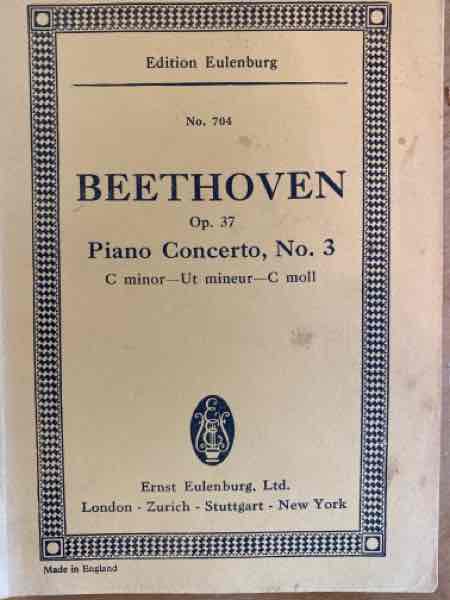 Edition Eulenburg
No. 704
BEETHOVEN
Op. 37
Piano Concerto, No. 3
C minor—Ut mineur—C moll
Ernst Eulenburg, Ltd.
London - Zurich - Stuttgart - New York
Made in England